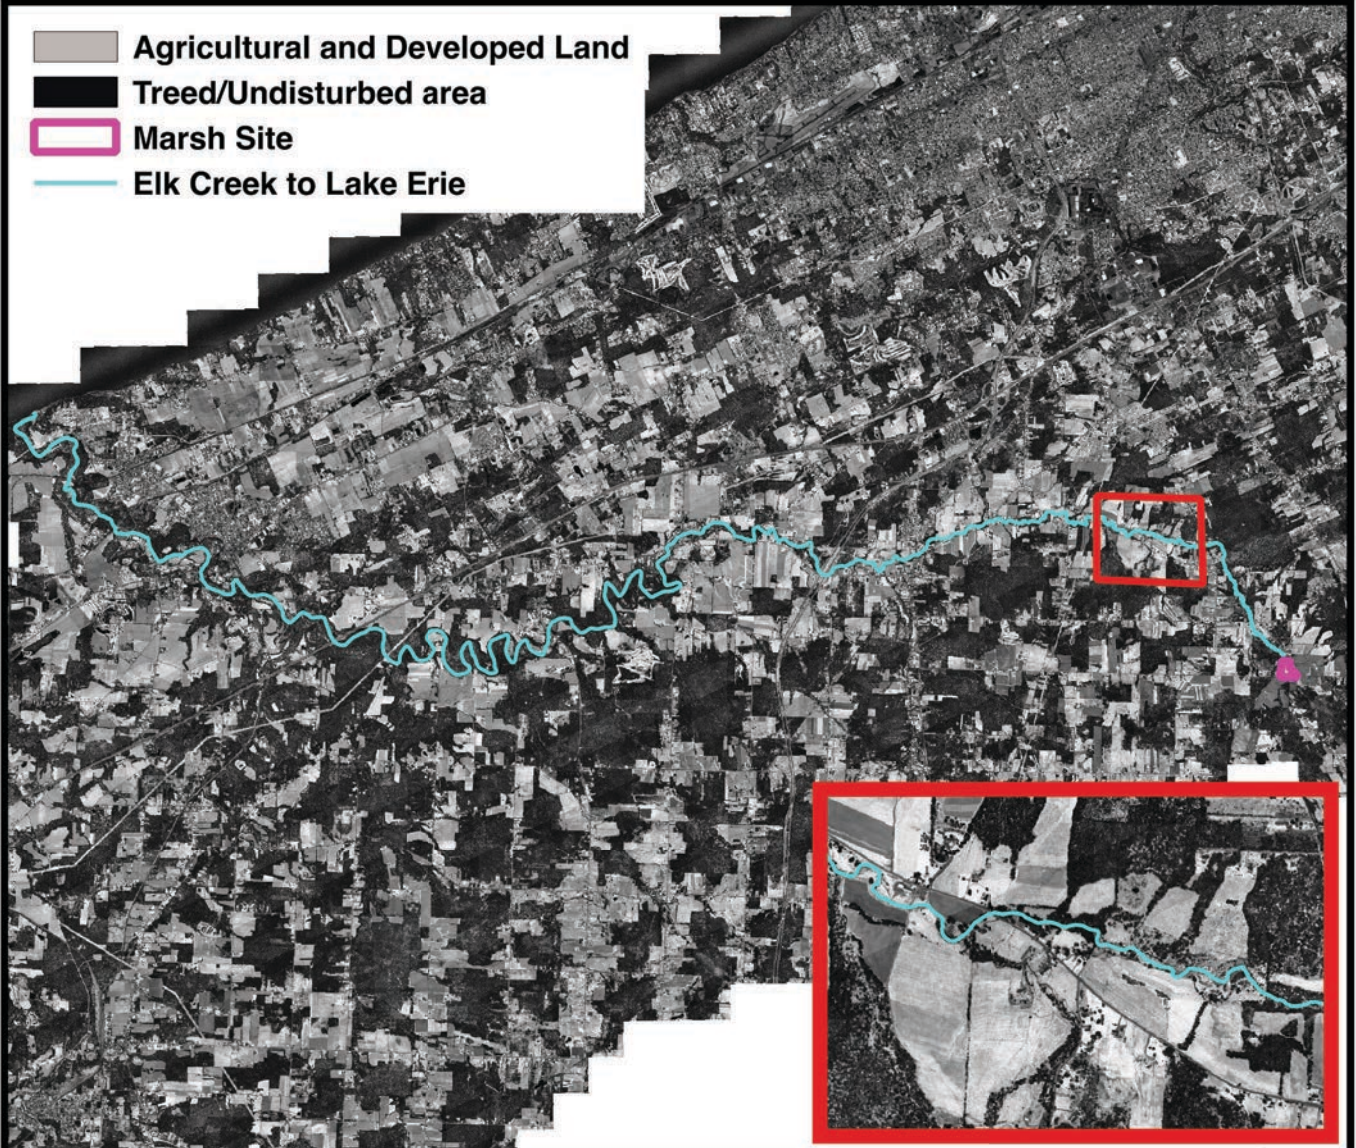 Agricultural and Developed Land
Treed/Undisturbed area
Marsh Site
Elk Creek to Lake Erie